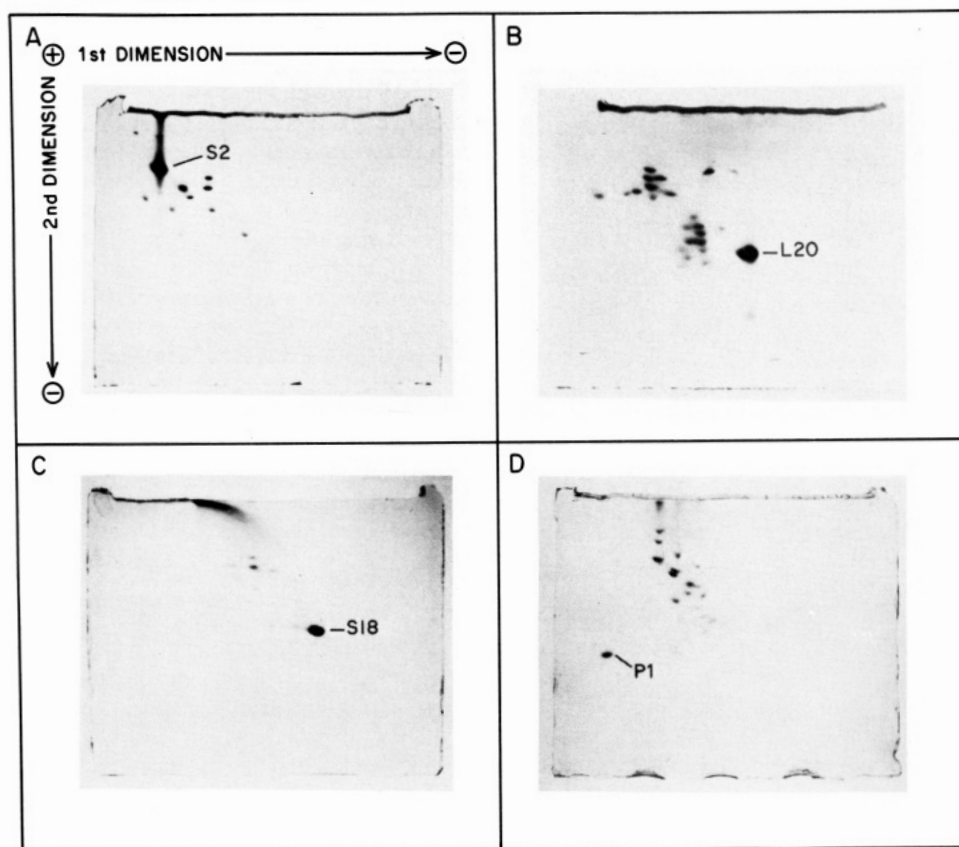 A
⊕ 1st DIMENSION ⊖
2nd DIMENSION
⊖
S2
B
L20
C
S18
D
P1